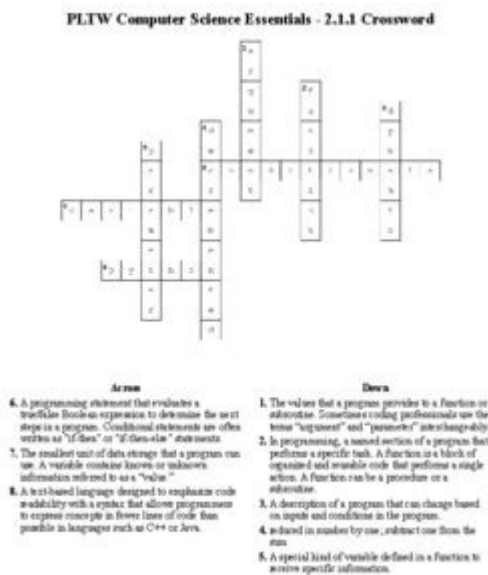 PLTW Computer Science Essentials - 2.1.1 Crossword
Across
6. A programming statement that evaluates a
true/false Boolean expression to determine the next
steps in a program. Conditional statements are often
written as "if-then" or "if-then-else" statements.
7. The smallest unit of data storage that a program can
use. A variable contains known or unknown
information referred to as a "value."
8. A text-based language designed to emphasize code
readability with a syntax that allows programmers
to express concepts in fewer lines of code than
possible in languages such as C++ or Java.
Down
1. The values that a program provides to a function or
subroutine. Sometimes coding professionals use the
terms "argument" and "parameter" interchangeably
2. In programming, a named section of a program that
performs a specific task. A function is a block of
organized and reusable code that performs a single
action. A function can be a procedure or a
subroutine.
3. A description of a program that can change based
on inputs and conditions in the program.
4. reduced in number by one; subtract one from the
sum
5. A special kind of variable defined in a function to
receive specific information.